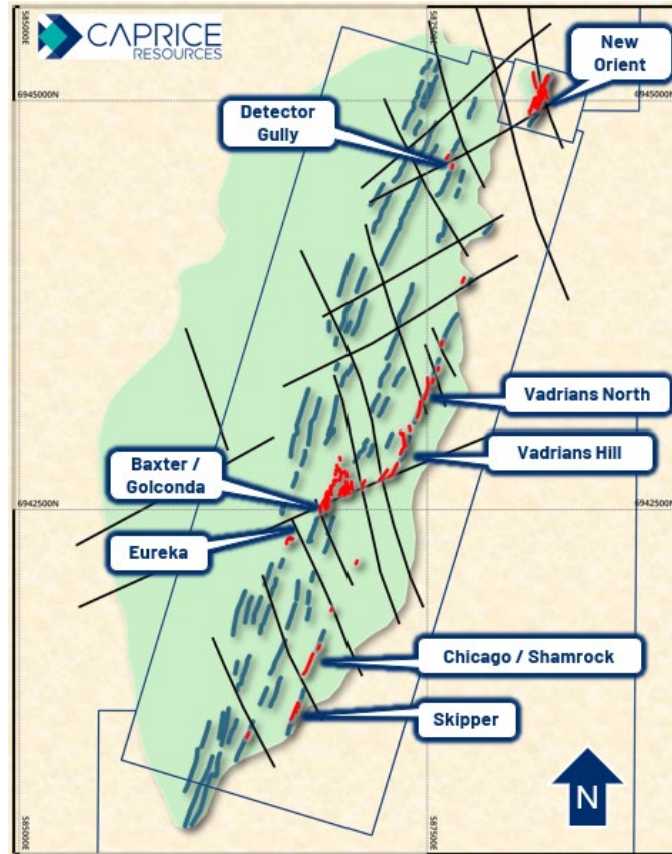 585000E
587500E
CAPRICE
RESOURCES
New
Orient
6945000N
6945000N
Detector
Gully
Vadrians North
Vadrians Hill
Baxter /
Golconda
6942500N
6942500N
Eureka
Chicago / Shamrock
Skipper
N
585000E
587500E